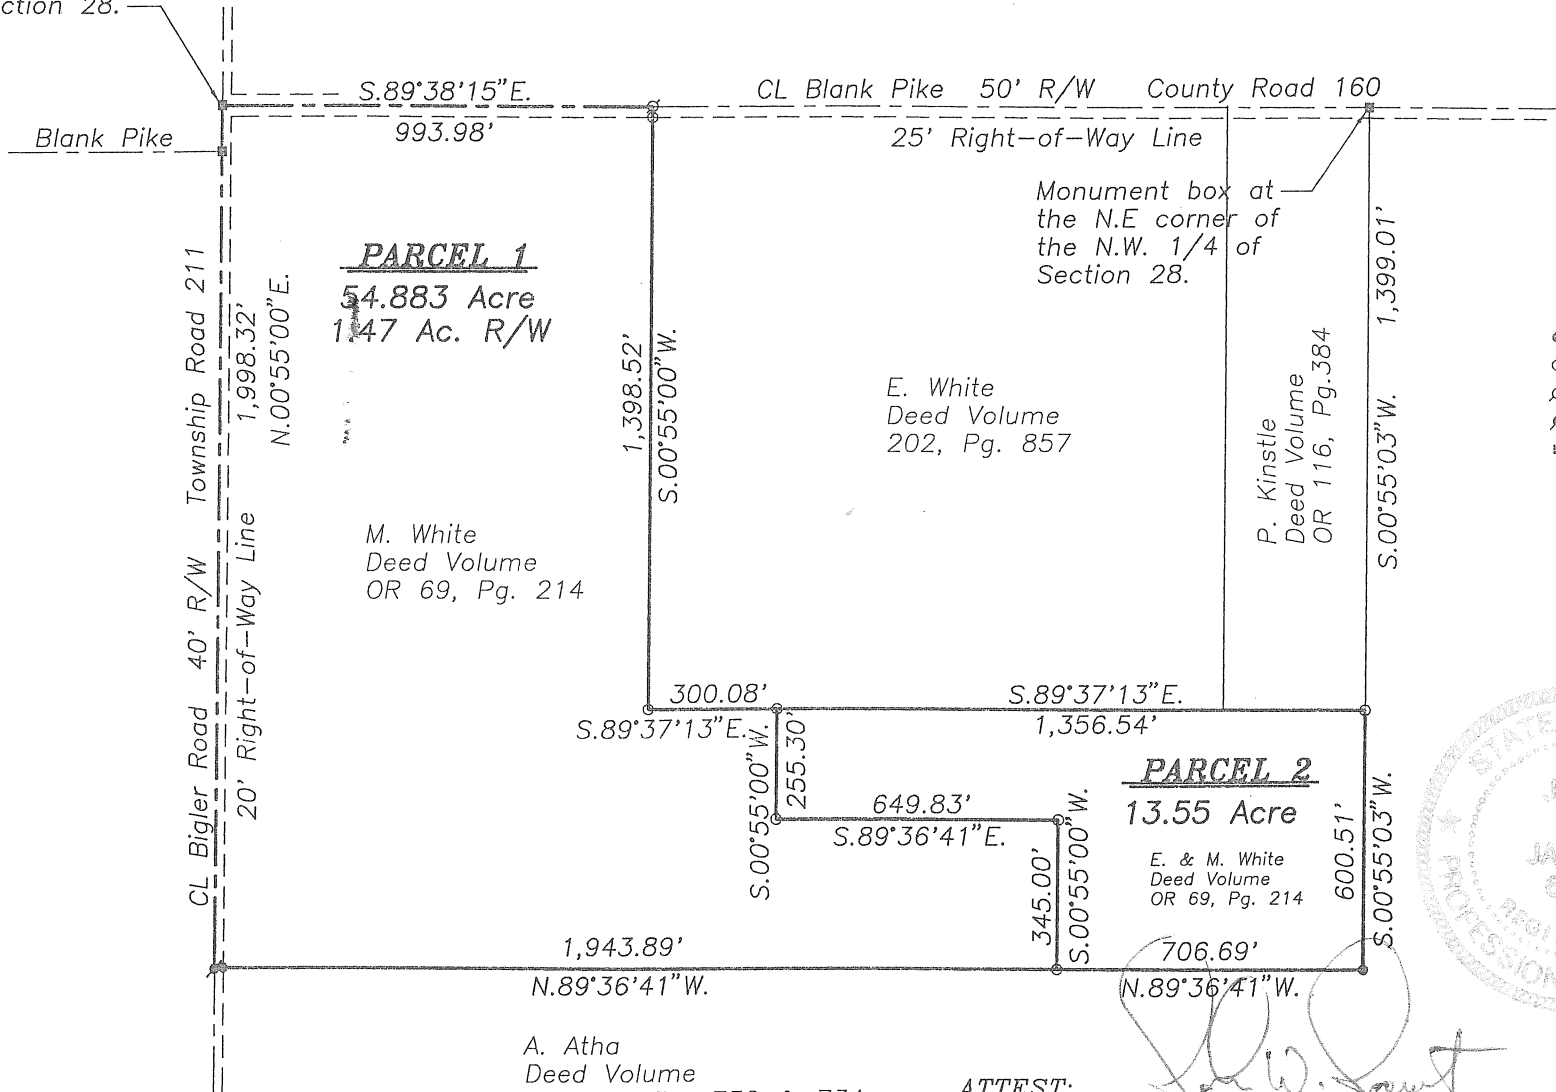 ction 28.
S.89°38'15"E.
993.98'
CL Blank Pike 50' R/W County Road 160
25' Right-of-Way Line
Blank Pike
Monument box at
the N.E corner of
the N.W. 1/4 of
Section 28.
PARCEL 1
54.883 Acre
1.47 Ac. R/W
CL Bigler Road 40' R/W Township Road 211
20' Right-of-Way Line
1,998.32'
N.00°55'00"E.
1,398.52'
S.00°55'00"W.
E. White
Deed Volume
202, Pg. 857
P. Kinstle
Deed Volume
OR 116, Pg.384
1,399.01'
S.00°55'03"W.
M. White
Deed Volume
OR 69, Pg. 214
300.08'
S.89°37'13"E.
S.89°37'13"E.
1,356.54'
S.00°55'00"W.
255.30'
649.83'
S.89°36'41"E.
PARCEL 2
13.55 Acre
E. & M. White
Deed Volume
OR 69, Pg. 214
345.00'
S.00°55'00"W.
600.51'
S.00°55'03"W.
1,943.89'
N.89°36'41"W.
706.69'
N.89°36'41"W.
A. Atha
Deed Volume
ATTEST:
STATE
PROFESSION
REGI
JA